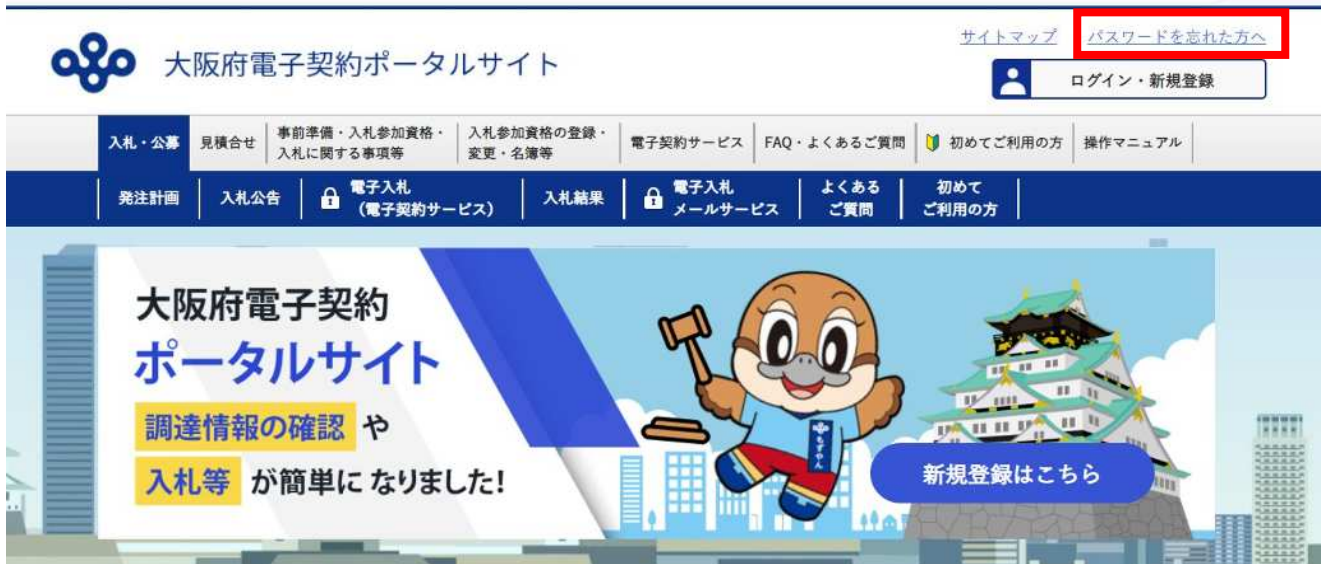 サイトマップ パスワードを忘れた方へ
大阪府電子契約ポータルサイト
ログイン・新規登録
入札・公募 見積合せ 事前準備・入札参加資格・ 入札参加資格の登録・ 電子契約サービス FAQ・よくあるご質問 初めてご利用の方 操作マニュアル
入札に関する事項等 変更・名簿等
発注計画 入札公告 電子入札 入札結果 電子入札 よくある 初めて
(電子契約サービス) メールサービス ご質問 ご利用の方
大阪府電子契約
ポータルサイト
調達情報の確認 や
入札等 が簡単に なりました!
もずやん
新規登録はこちら